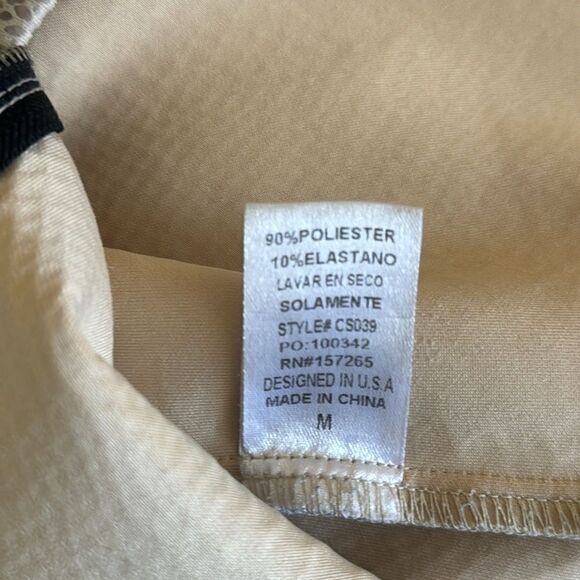 90%POLIESTER
10%ELASTANO
LAVAR EN SECO
SOLAMENTE
STYLE# CS039
PO:100342
RN#157265
DESIGNED IN U.S.A
MADE IN CHINA
M